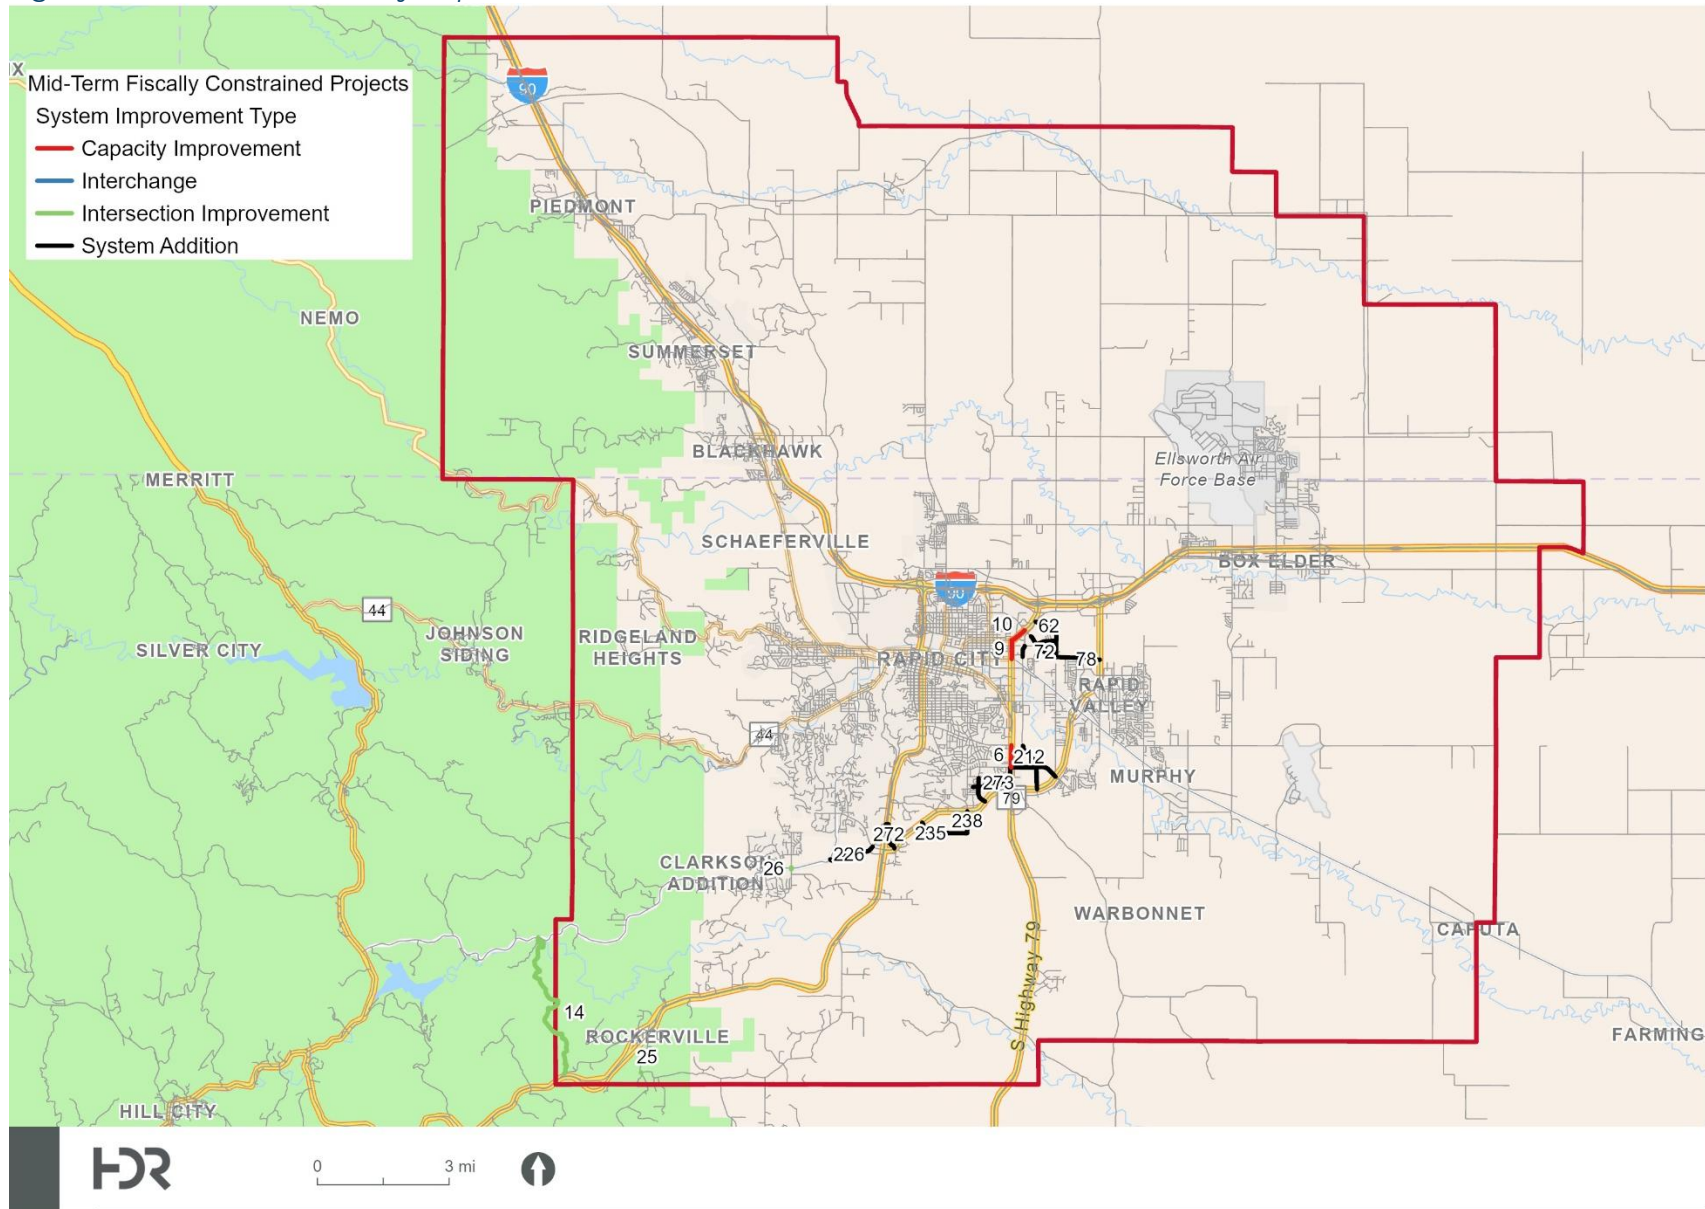 IX
Mid-Term Fiscally Constrained Projects
System Improvement Type
Capacity Improvement
Interchange
Intersection Improvement
System Addition
90
PIEDMONT
NEMO
SUMMERSET
BLACKHAWK
MERRITT
Ellsworth Air
Force Base
SCHAEFERVILLE
BOX ELDER
90
44
JOHNSON
SIDING
SILVER CITY
RIDGELAND
HEIGHTS
10
62
9
72
RAPID CITY
78
RAPID
VALLEY
44
6
212
MURPHY
273
79
238
272
235
226
CLARKSON
ADDITION
26
WARBONNET
CAPUTA
S Highway 79
14
ROCKERVILLE
25
FARMING
HILL CITY
HDR
0 3 mi